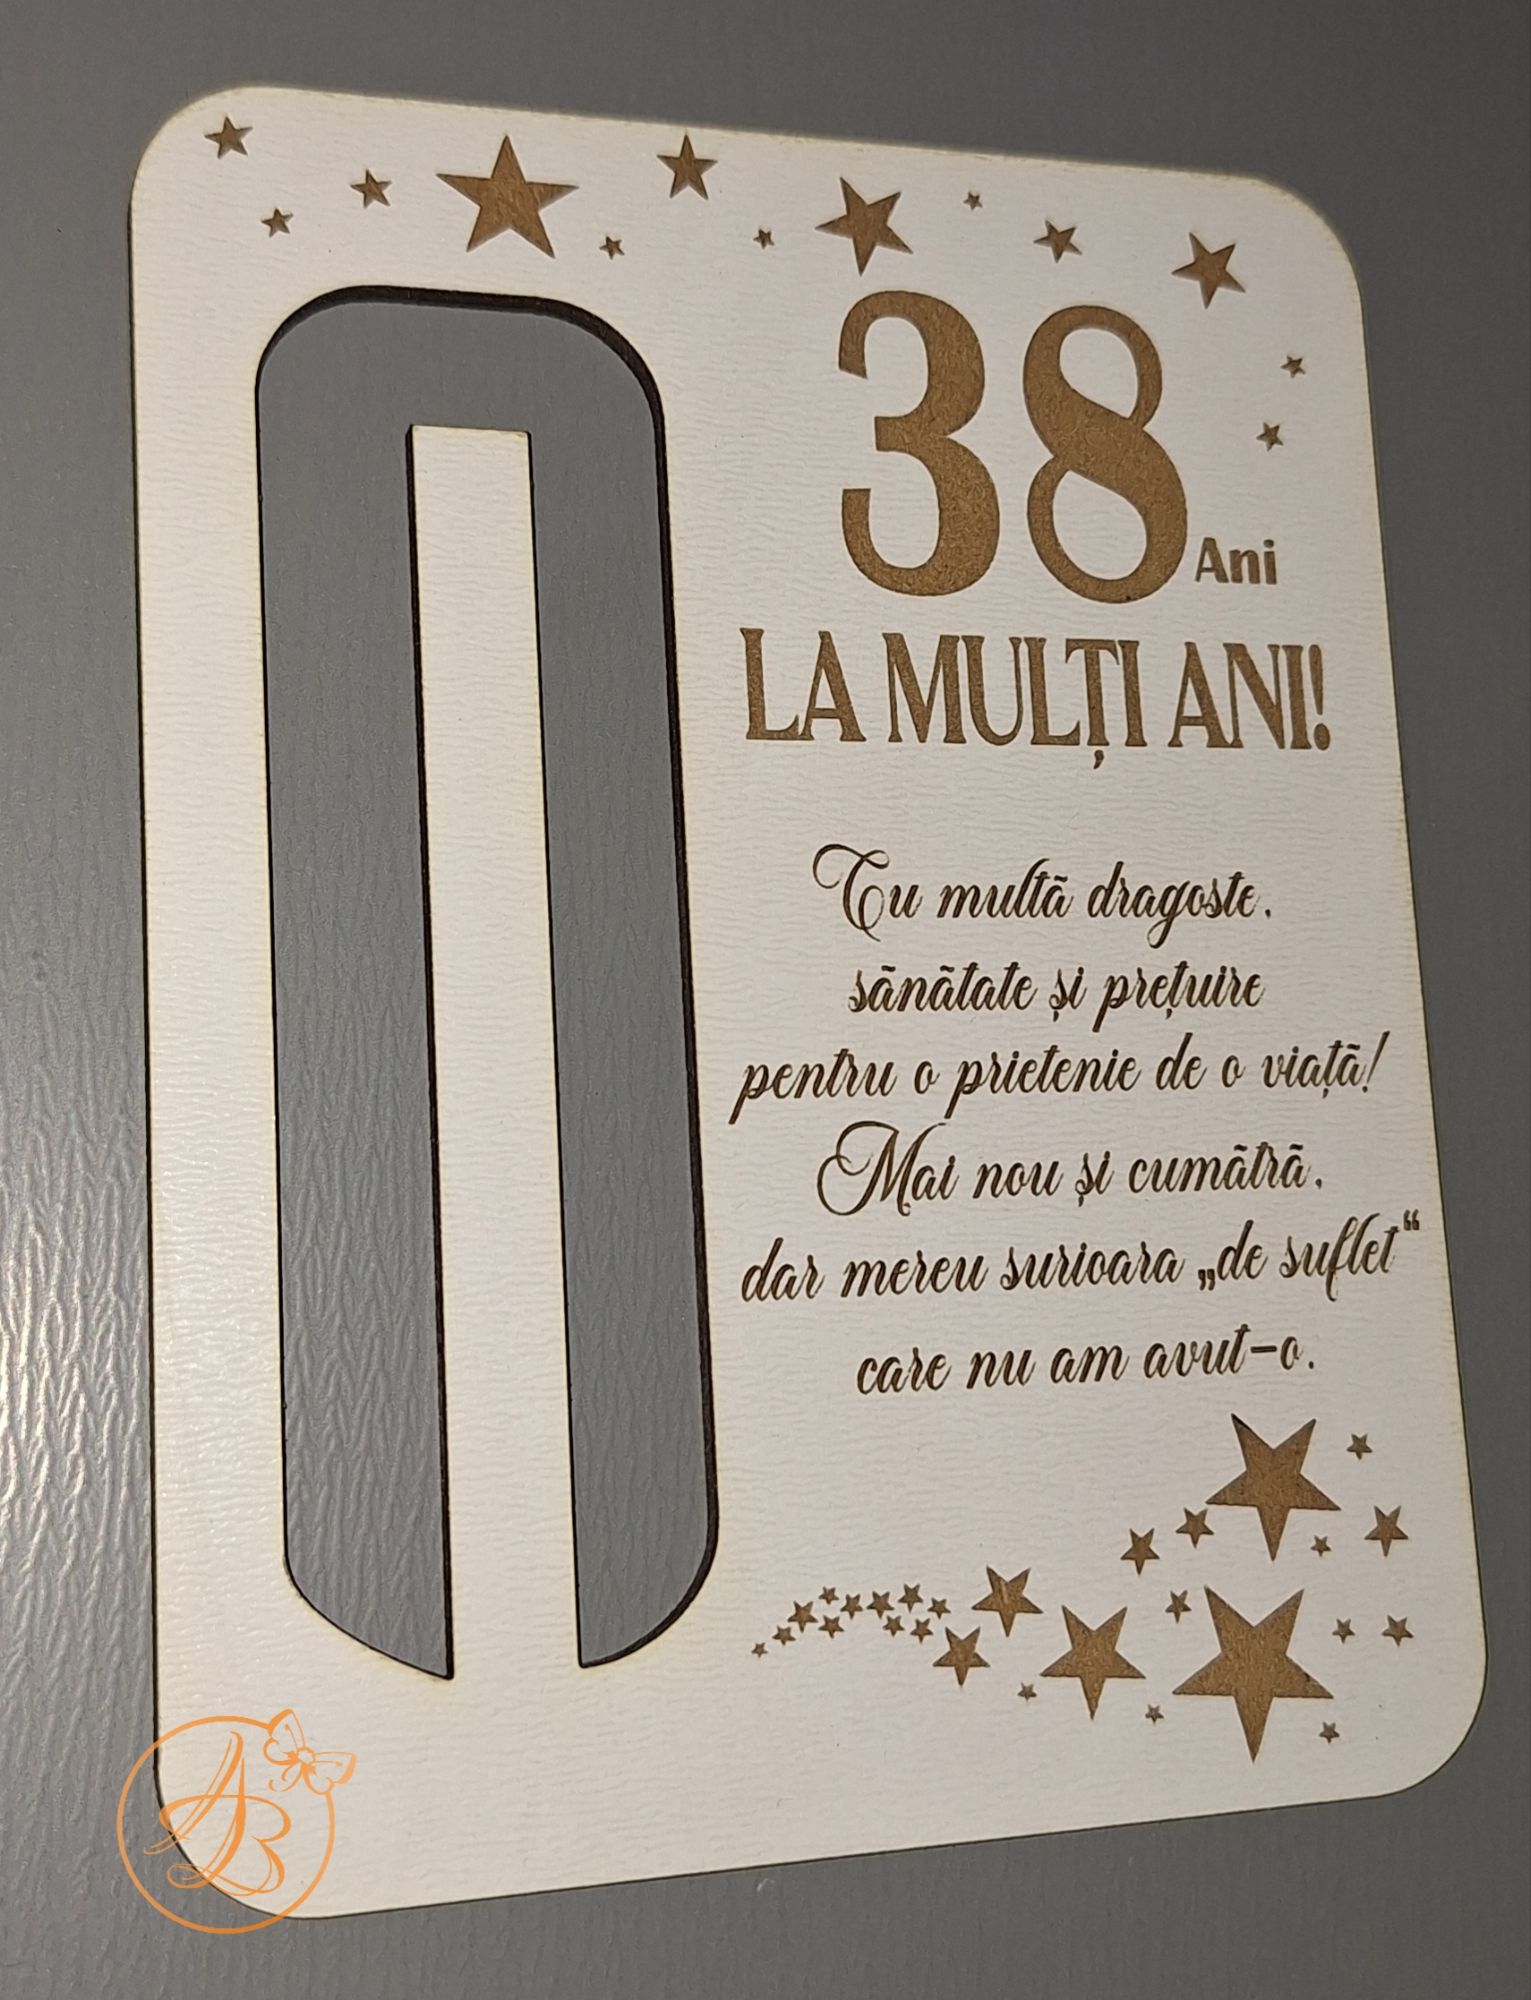 38 Ani
LA MULȚI ANI!
Cu multă dragoste,
sănătate și prețuire
pentru o prietenie de o viață!
Mai nou și cumătră,
dar mereu surioara „de suflet“
care nu am avut-o.
AB